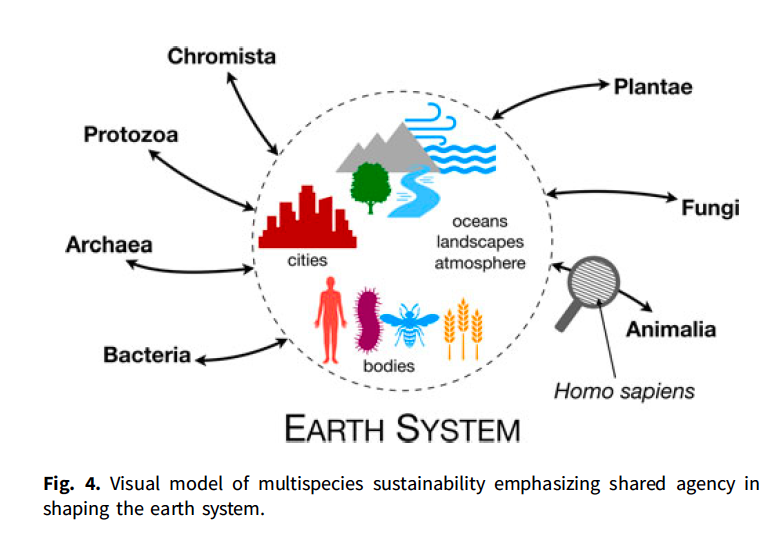 Chromista
Plantae
Protozoa
Fungi
Archaea
oceans
landscapes
atmosphere
cities
Animalia
Bacteria
bodies
Homo sapiens
EARTH SYSTEM
Fig. 4. Visual model of multispecies sustainability emphasizing shared agency in
shaping the earth system.